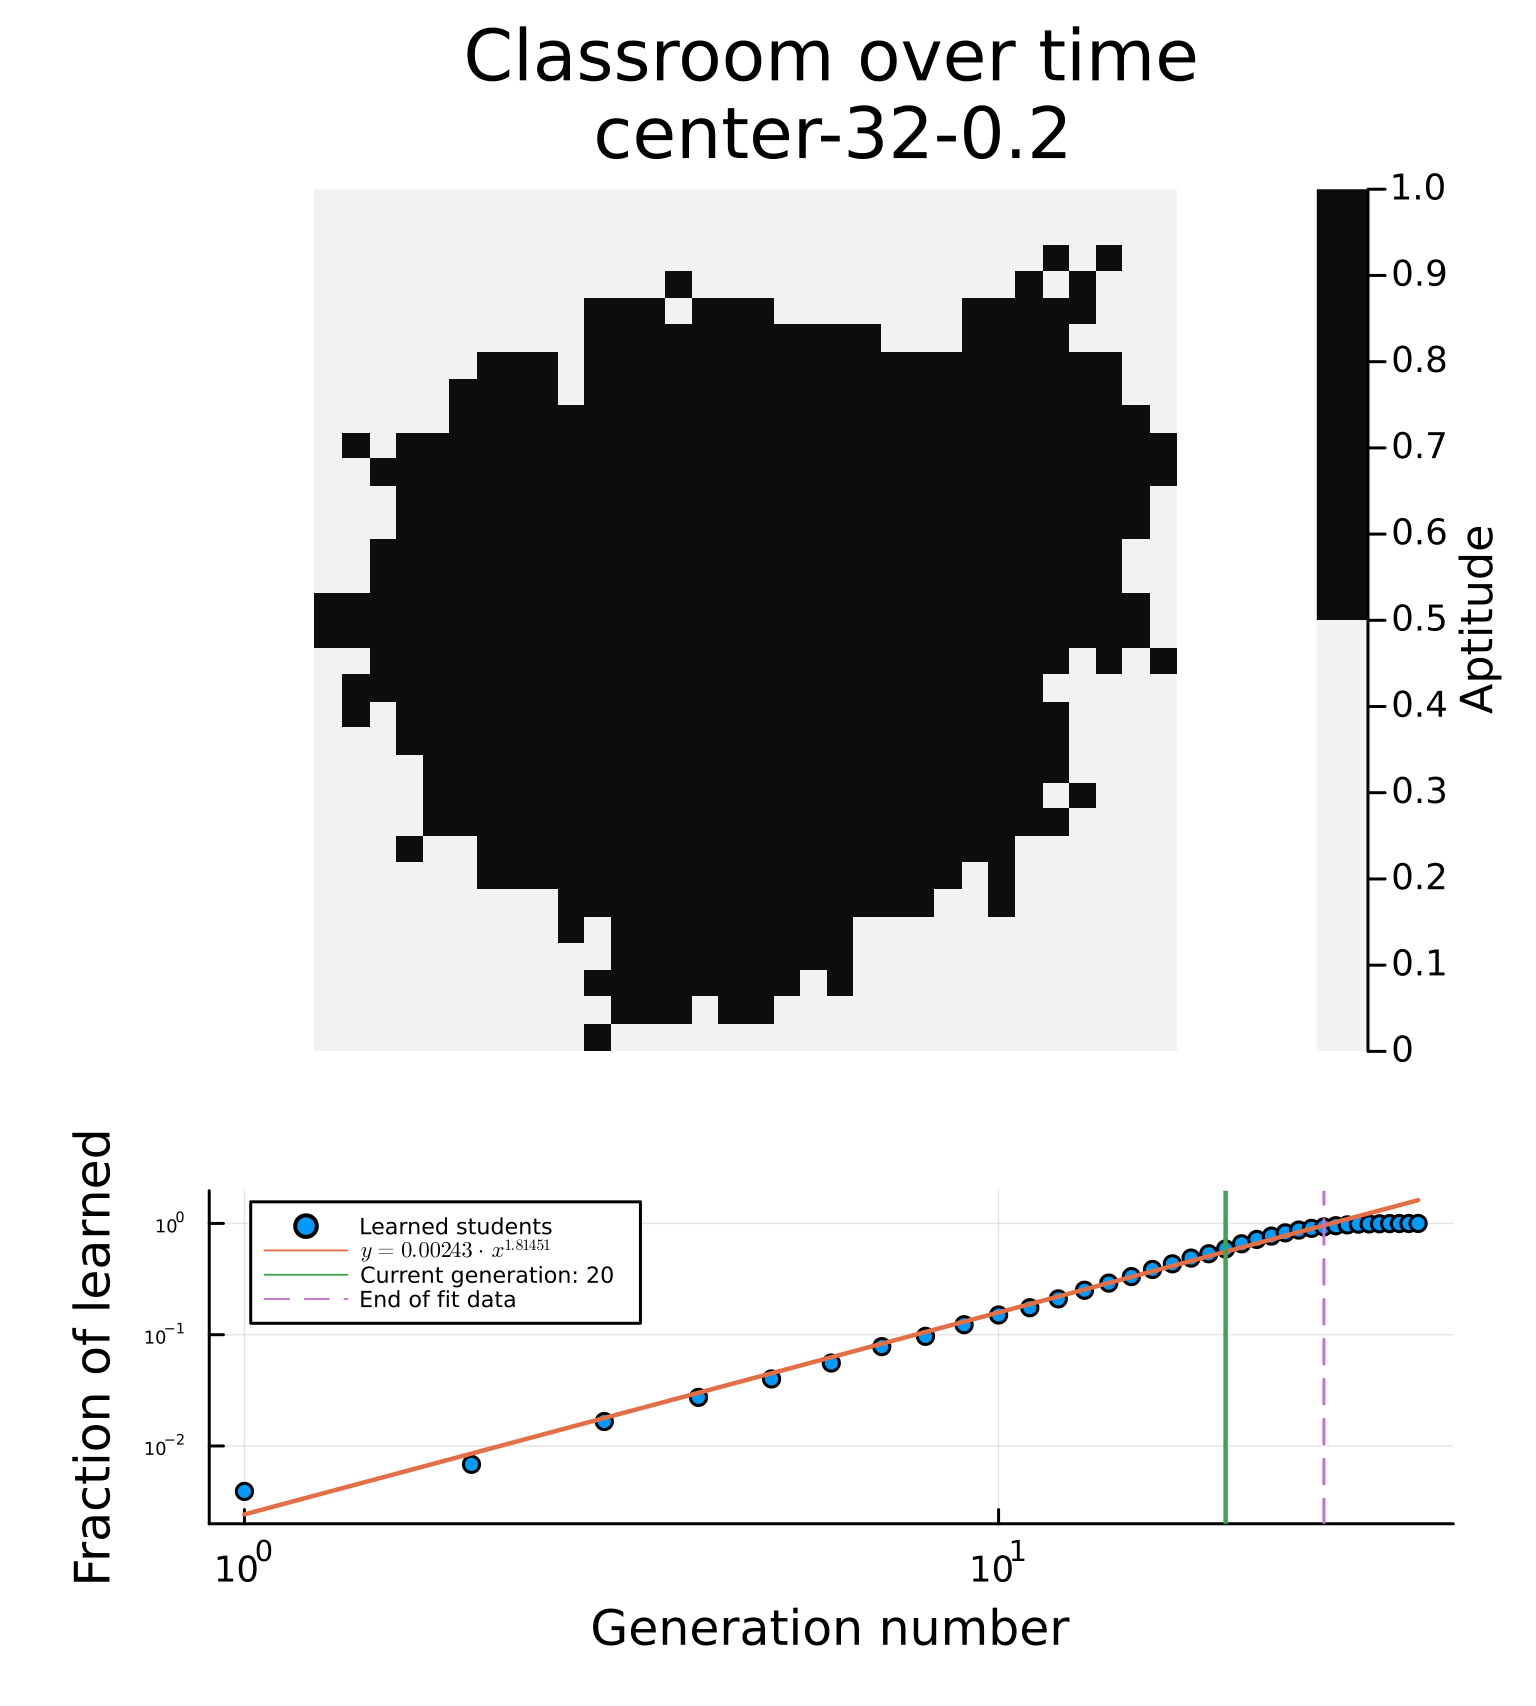 Classroom over time
center-32-0.2
1.0
0.9
0.8
0.7
0.6
0.5
0.4
0.3
0.2
0.1
0
Aptitude
Fraction of learned
10⁰
10⁻¹
10⁻²
Learned students
y = 0.00243 · x^1.81451
Current generation: 20
End of fit data
10⁰
10¹
Generation number